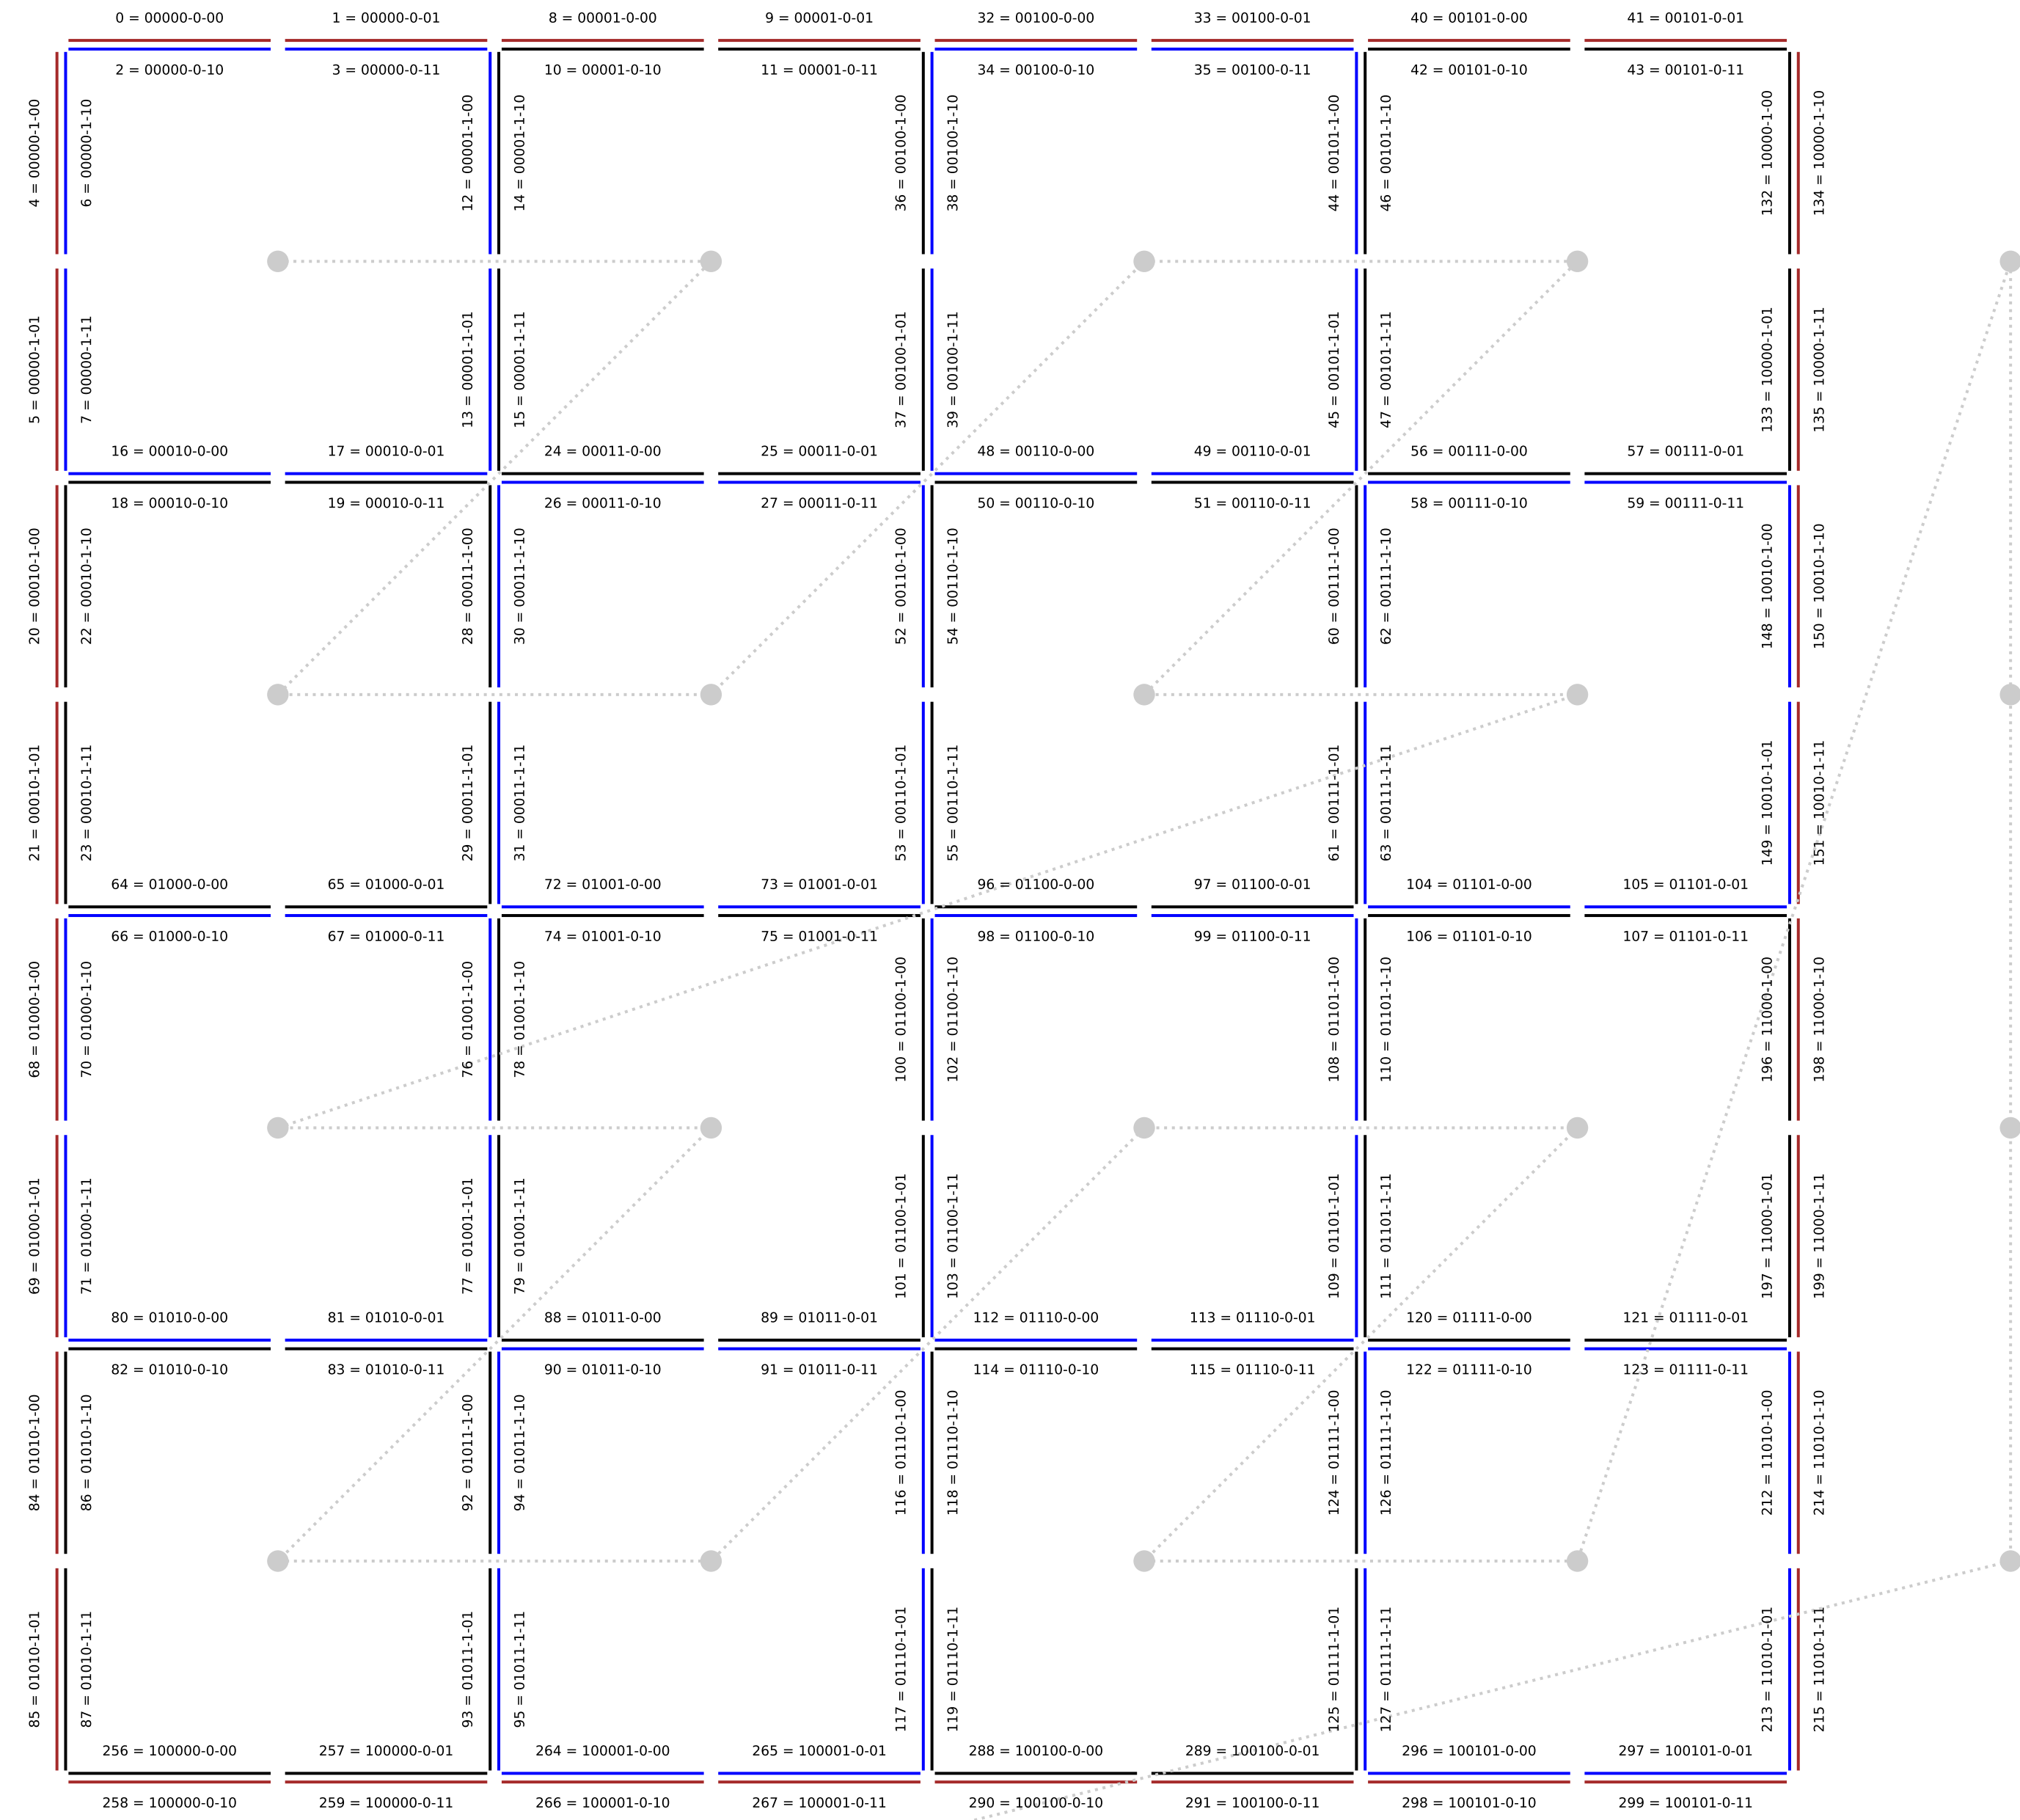 0 = 00000-0-00
1 = 00000-0-01
8 = 00001-0-00
9 = 00001-0-01
32 = 00100-0-00
33 = 00100-0-01
40 = 00101-0-00
41 = 00101-0-01
2 = 00000-0-10
3 = 00000-0-11
10 = 00001-0-10
11 = 00001-0-11
34 = 00100-0-10
35 = 00100-0-11
42 = 00101-0-10
43 = 00101-0-11
4 = 00000-1-00
6 = 00000-1-10
12 = 00001-1-00
14 = 00001-1-10
36 = 00100-1-00
38 = 00100-1-10
44 = 00101-1-00
46 = 00101-1-10
132 = 10000-1-00
134 = 10000-1-10
5 = 00000-1-01
7 = 00000-1-11
13 = 00001-1-01
15 = 00001-1-11
37 = 00100-1-01
39 = 00100-1-11
45 = 00101-1-01
47 = 00101-1-11
133 = 10000-1-01
135 = 10000-1-11
16 = 00010-0-00
17 = 00010-0-01
24 = 00011-0-00
25 = 00011-0-01
48 = 00110-0-00
49 = 00110-0-01
56 = 00111-0-00
57 = 00111-0-01
18 = 00010-0-10
19 = 00010-0-11
26 = 00011-0-10
27 = 00011-0-11
50 = 00110-0-10
51 = 00110-0-11
58 = 00111-0-10
59 = 00111-0-11
20 = 00010-1-00
22 = 00010-1-10
28 = 00011-1-00
30 = 00011-1-10
52 = 00110-1-00
54 = 00110-1-10
60 = 00111-1-00
62 = 00111-1-10
148 = 10010-1-00
150 = 10010-1-10
21 = 00010-1-01
23 = 00010-1-11
29 = 00011-1-01
31 = 00011-1-11
53 = 00110-1-01
55 = 00110-1-11
61 = 00111-1-01
63 = 00111-1-11
149 = 10010-1-01
151 = 10010-1-11
64 = 01000-0-00
65 = 01000-0-01
72 = 01001-0-00
73 = 01001-0-01
96 = 01100-0-00
97 = 01100-0-01
104 = 01101-0-00
105 = 01101-0-01
66 = 01000-0-10
67 = 01000-0-11
74 = 01001-0-10
75 = 01001-0-11
98 = 01100-0-10
99 = 01100-0-11
106 = 01101-0-10
107 = 01101-0-11
68 = 01000-1-00
70 = 01000-1-10
76 = 01001-1-00
78 = 01001-1-10
100 = 01100-1-00
102 = 01100-1-10
108 = 01101-1-00
110 = 01101-1-10
196 = 11000-1-00
198 = 11000-1-10
69 = 01000-1-01
71 = 01000-1-11
77 = 01001-1-01
79 = 01001-1-11
101 = 01100-1-01
103 = 01100-1-11
109 = 01101-1-01
111 = 01101-1-11
197 = 11000-1-01
199 = 11000-1-11
80 = 01010-0-00
81 = 01010-0-01
88 = 01011-0-00
89 = 01011-0-01
112 = 01110-0-00
113 = 01110-0-01
120 = 01111-0-00
121 = 01111-0-01
82 = 01010-0-10
83 = 01010-0-11
90 = 01011-0-10
91 = 01011-0-11
114 = 01110-0-10
115 = 01110-0-11
122 = 01111-0-10
123 = 01111-0-11
84 = 01010-1-00
86 = 01010-1-10
92 = 01011-1-00
94 = 01011-1-10
116 = 01110-1-00
118 = 01110-1-10
124 = 01111-1-00
126 = 01111-1-10
212 = 11010-1-00
214 = 11010-1-10
85 = 01010-1-01
87 = 01010-1-11
93 = 01011-1-01
95 = 01011-1-11
117 = 01110-1-01
119 = 01110-1-11
125 = 01111-1-01
127 = 01111-1-11
213 = 11010-1-01
215 = 11010-1-11
256 = 100000-0-00
257 = 100000-0-01
264 = 100001-0-00
265 = 100001-0-01
288 = 100100-0-00
289 = 100100-0-01
296 = 100101-0-00
297 = 100101-0-01
258 = 100000-0-10
259 = 100000-0-11
266 = 100001-0-10
267 = 100001-0-11
290 = 100100-0-10
291 = 100100-0-11
298 = 100101-0-10
299 = 100101-0-11